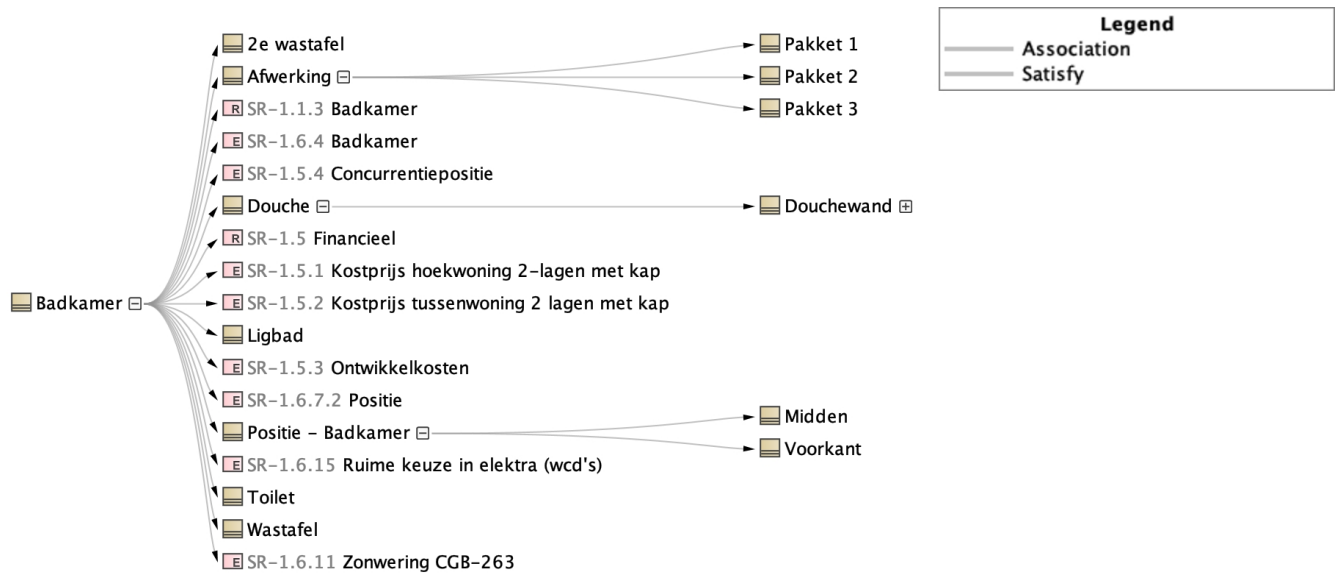 Legend
Association
Satisfy
Badkamer
2e wastafel
Afwerking
R SR-1.1.3 Badkamer
E SR-1.6.4 Badkamer
E SR-1.5.4 Concurrentiepositie
Douche
R SR-1.5 Financieel
E SR-1.5.1 Kostprijs hoekwoning 2-lagen met kap
E SR-1.5.2 Kostprijs tussenwoning 2 lagen met kap
Ligbad
E SR-1.5.3 Ontwikkelkosten
E SR-1.6.7.2 Positie
Positie - Badkamer
E SR-1.6.15 Ruime keuze in elektra (wcd's)
Toilet
Wastafel
E SR-1.6.11 Zonwering CGB-263
Pakket 1
Pakket 2
Pakket 3
Douchewand
Midden
Voorkant